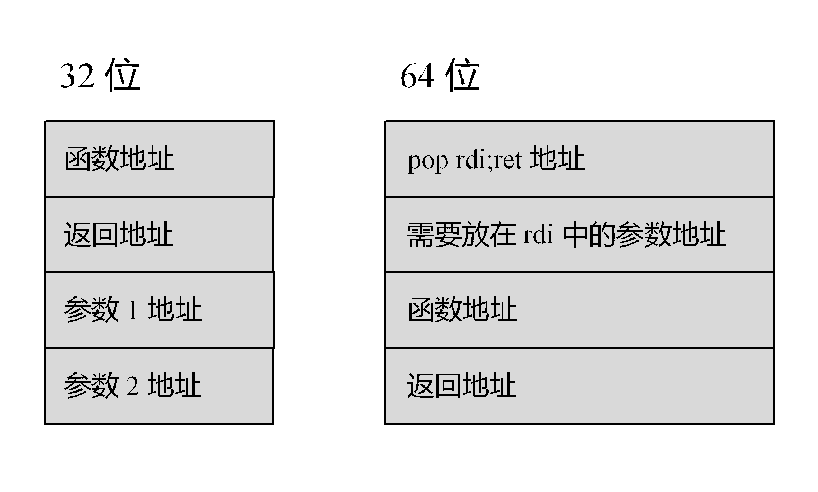 32 位
函数地址
返回地址
参数 1 地址
参数 2 地址
64 位
pop rdi;ret 地址
需要放在 rdi 中的参数地址
函数地址
返回地址